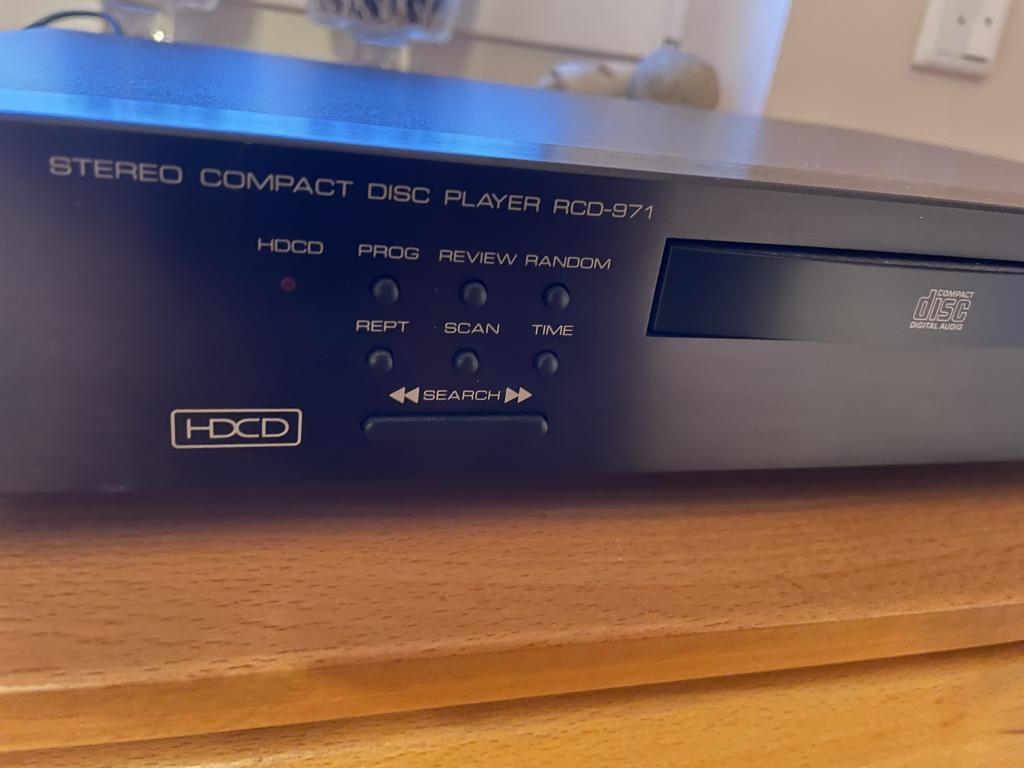 STEREO COMPACT DISC PLAYER RCD-971
HDCD PROG REVIEW RANDOM
REPT SCAN TIME
SEARCH
HDCD
COMPACT
disc
DIGITAL AUDIO